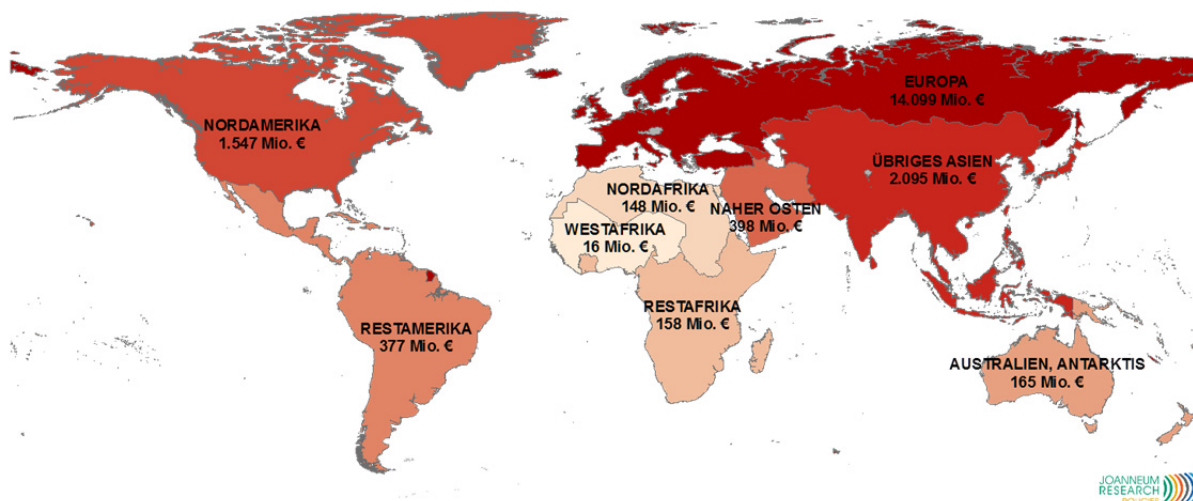 EUROPA
14.099 Mio. €
NORDAMERIKA
1.547 Mio. €
ÜBRIGES ASIEN
2.095 Mio. €
NORDAFRIKA
148 Mio. €
NAHER OSTEN
398 Mio. €
WESTAFRIKA
16 Mio. €
RESTAFRIKA
158 Mio. €
RESTAMERIKA
377 Mio. €
AUSTRALIEN, ANTARKTIS
165 Mio. €
JOANNEUM
RESEARCH
POLICIES